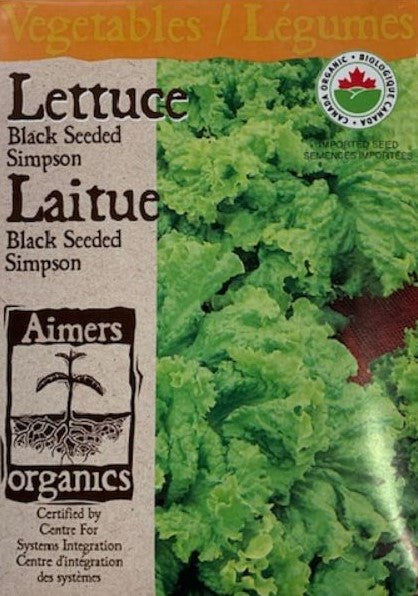 Vegetables / Légumes
CANADA ORGANIC • BIOLOGIQUE CANADA •
IMPORTED SEED
SEMENCES IMPORTÉES
Lettuce
Black Seeded
Simpson
Laitue
Black Seeded
Simpson
Aimers
organics
Certified by
Centre For
Systems Integration
Centre d'intégration
des systèmes